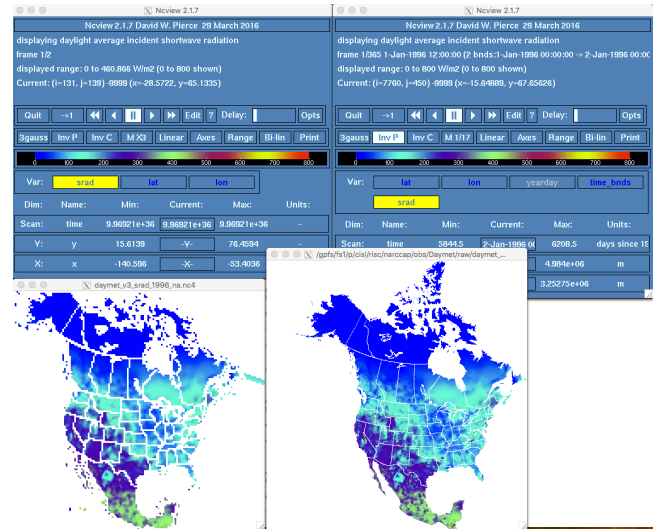 Ncview 2.1.7
Ncview 2.1.7 David W. Pierce 29 March 2016
displaying daylight average incident shortwave radiation
frame 1/2
displayed range: 0 to 460.866 W/m2 (0 to 800 shown)
Current: (i=131, j=139) -9999 (x=-28.5722, y=65.1335)
Quit ->1 Edit ? Delay: Opts
3gauss Inv P Inv C M X3 Linear Axes Range Bi-lin Print
0 100 200 300 400 500 600 700 800
Var: srad lat lon
Dim: Name: Min: Current: Max: Units:
Scan: time 9.96921e+36 9.96921e+36 9.96921e+36 -
Y: y 15.6139 -Y- 76.4594 -
X: x -140.596 -X- -53.4036 -
daymet_v3_srad_1996_na.nc4
Ncview 2.1.7
Ncview 2.1.7 David W. Pierce 29 March 2016
displaying daylight average incident shortwave radiation
frame 1/365 1-Jan-1996 12:00:00 (2 bnds:1-Jan-1996 00:00:00 -> 2-Jan-1996 00:0
displayed range: 0 to 800 W/m2 (0 to 800 shown)
Current: (i=7760, j=450) -9999 (x=-15.64889, y=67.65626)
Quit ->1 Edit ? Delay: Opts
3gauss Inv P Inv C M 1/17 Linear Axes Range Bi-lin Print
0 100 200 300 400 500 600 700 800
Var: lat lon yearday time_bnds
srad
Dim: Name: Min: Current: Max: Units:
Scan: time 5844.5 2-Jan-1996 00 6208.5 days since 19
4.984e+06 m
3.25275e+06 m
/gpfs/fs1/p/cisl/risc/narccap/obs/Daymet/raw/daymet_...